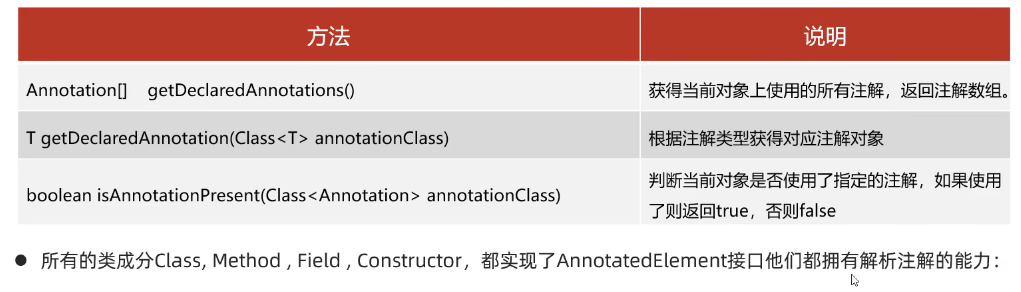 方法 说明
Annotation[] getDeclaredAnnotations() 获得当前对象上使用的所有注解，返回注解数组。
T getDeclaredAnnotation(Class<T> annotationClass) 根据注解类型获得对应注解对象
boolean isAnnotationPresent(Class<Annotation> annotationClass) 判断当前对象是否使用了指定的注解，如果使用
了则返回true，否则false
● 所有的类成分Class, Method , Field , Constructor，都实现了AnnotatedElement接口他们都拥有解析注解的能力：